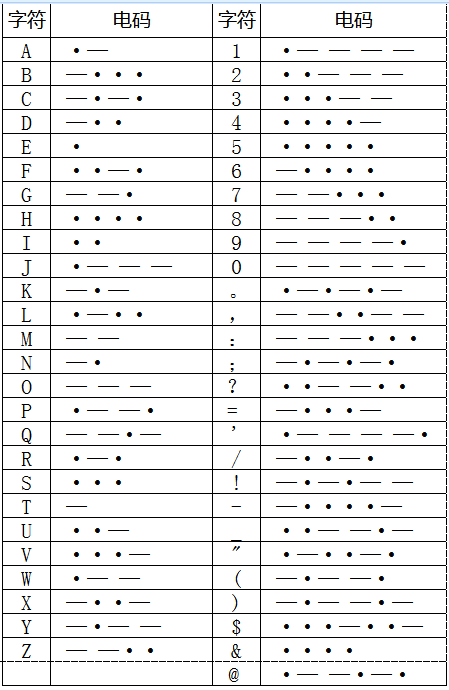 字符 电码 字符 电码
A •— 1 •————
B —••• 2 ••———
C —•—• 3 •••——
D —•• 4 ••••—
E • 5 •••••
F ••—• 6 —••••
G ——• 7 ——•••
H •••• 8 ———••
I •• 9 ————•
J •——— 0 —————
K —•— 。 •—•—•—
L •—•• , ——••——
M —— : ———•••
N —• ; —•—•—•
O ——— ? ••——••
P •——• = —•••—
Q ——•— ' •————•
R •—• / —••—•
S ••• ! —•—•——
T — - —••••—
U ••— _ ••——•—
V •••— " •—••—•
W •—— ( —•——•
X —••— ) —•——•—
Y —•—— $ •••—••—
Z ——•• & ••••
@ •——•—•